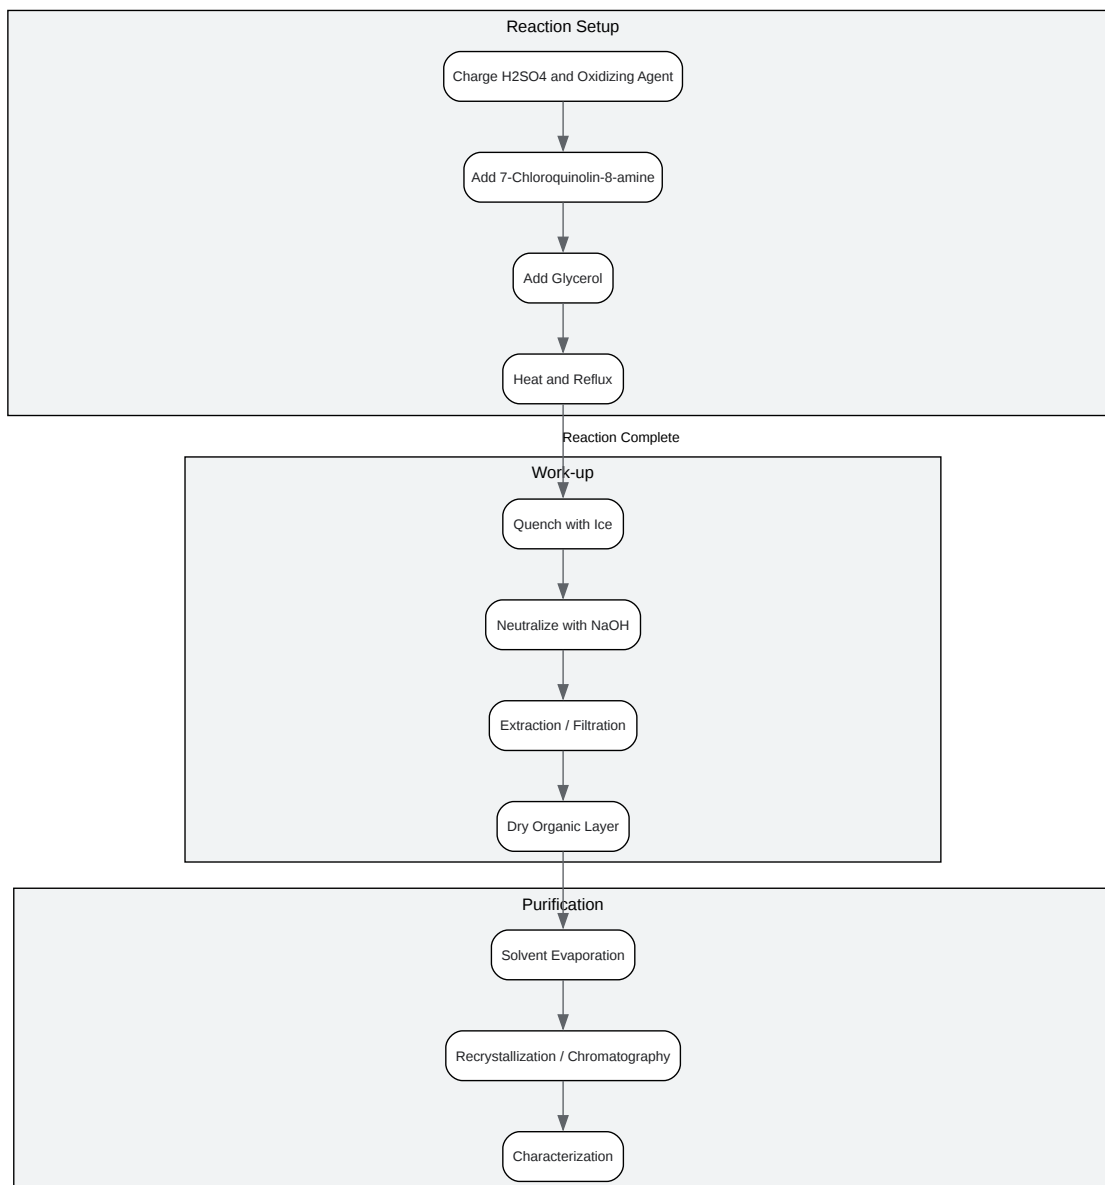 Reaction Setup
Charge H2SO4 and Oxidizing Agent
Add 7-Chloroquinolin-8-amine
Add Glycerol
Heat and Reflux
Reaction Complete
Work-up
Quench with Ice
Neutralize with NaOH
Extraction / Filtration
Dry Organic Layer
Purification
Solvent Evaporation
Recrystallization / Chromatography
Characterization